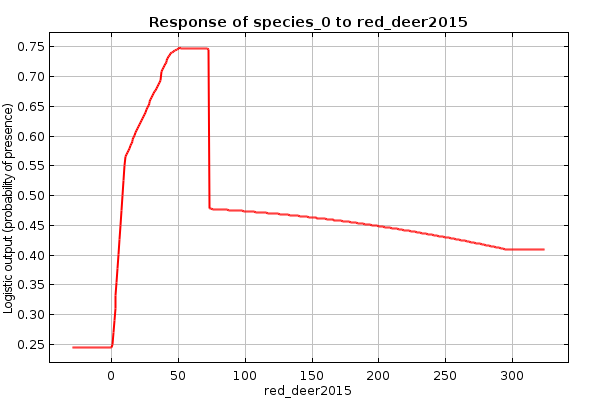 Response of species_0 to red_deer2015
Logistic output (probability of presence)
0.75
0.70
0.65
0.60
0.55
0.50
0.45
0.40
0.35
0.30
0.25
0 50 100 150 200 250 300
red_deer2015